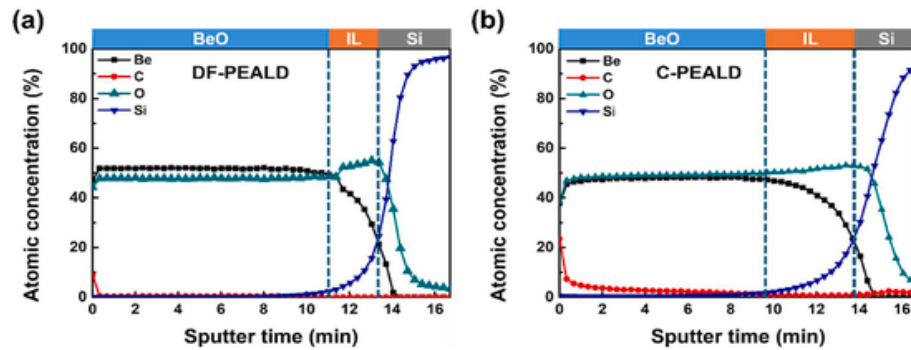 (a)
BeO IL Si
DF-PEALD
Be
C
O
Si
Atomic concentration (%)
100
80
60
40
20
0
0 2 4 6 8 10 12 14 16
Sputter time (min)
(b)
BeO IL Si
C-PEALD
Be
C
O
Si
Atomic concentration (%)
100
80
60
40
20
0
0 2 4 6 8 10 12 14 16
Sputter time (min)